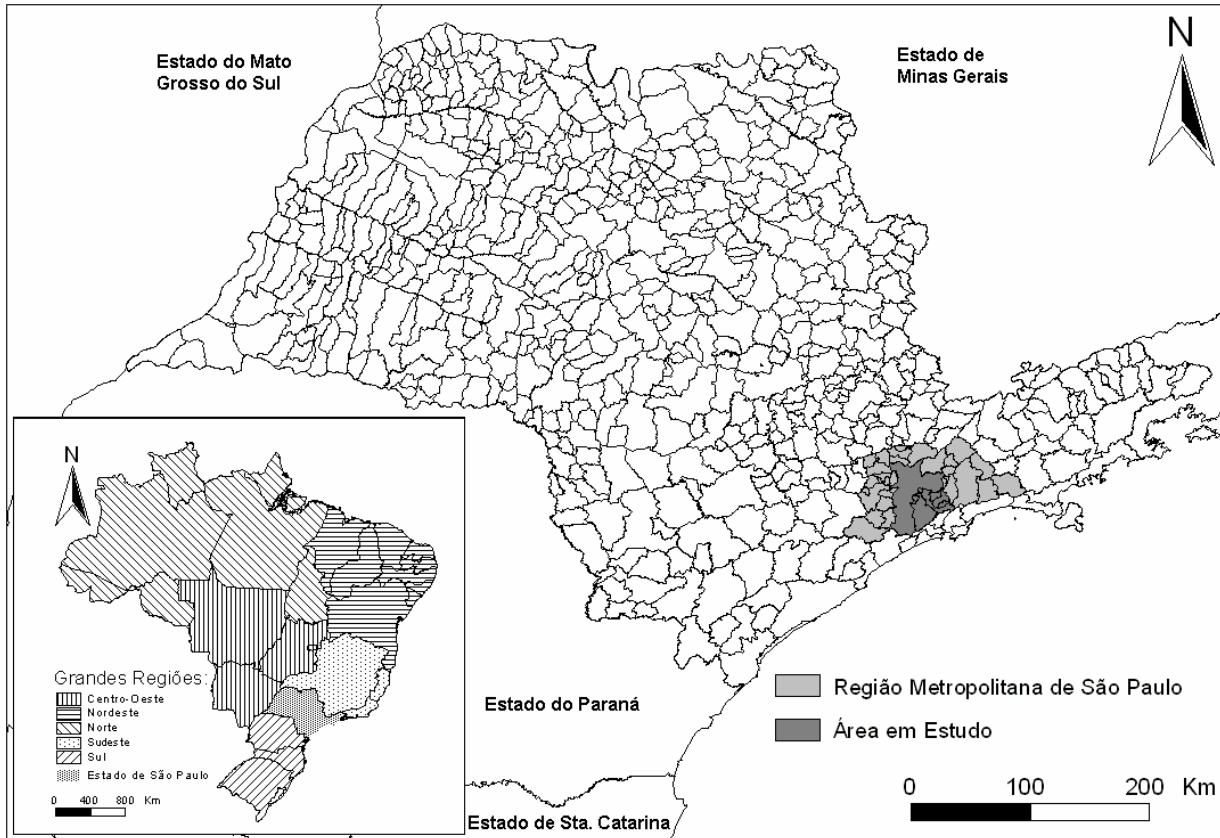 Estado do Mato
Grosso do Sul
Estado de
Minas Gerais
N
N
Grandes Regiões:
Centro-Oeste
Nordeste
Norte
Sudeste
Sul
Estado de São Paulo
0 400 800 Km
Estado do Paraná
Região Metropolitana de São Paulo
Área em Estudo
0 100 200 Km
Estado de Sta. Catarina